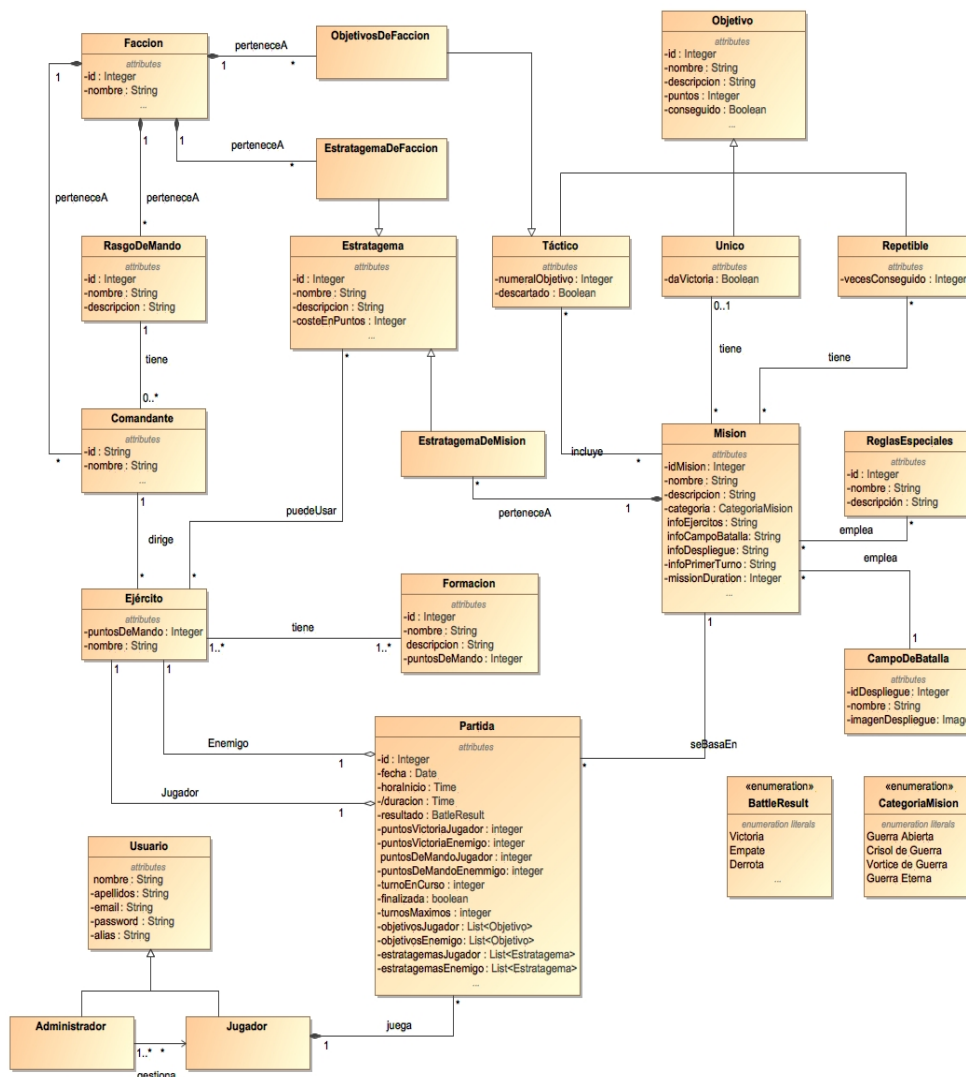 Faccion
attributes
-id : Integer
-nombre : String
...
perteneceA
1
*
ObjetivosDeFaccion
Objetivo
attributes
-id : Integer
-nombre : String
-descripcion : String
-puntos : Integer
-conseguido : Boolean
...
1
1
1
perteneceA
*
EstratagemaDeFaccion
perteneceA
perteneceA
*
RasgoDeMando
attributes
-id : Integer
-nombre : String
-descripcion : String
1
Estratagema
attributes
-id : Integer
-nombre : String
-descripcion : String
-costeEnPuntos : Integer
...
*
Táctico
attributes
-numeralObjetivo : Integer
-descartado : Boolean
*
Unico
attributes
-daVictoria : Boolean
0..1
Repetible
attributes
-vecesConseguido : Integer
*
tiene
tiene
tiene
0..*
*
*
Comandante
attributes
-id : String
-nombre : String
...
*
1
EstratagemaDeMision
*
perteneceA
1
incluye
*
Mision
attributes
-idMision : Integer
-nombre : String
-descripcion : String
-categoria : CategoriaMision
infoEjercitos : String
infoCampoBatalla : String
infoDespliegue : String
-infoPrimerTurno : String
-missionDuration : Integer
...
1
ReglasEspeciales
attributes
-id : Integer
-nombre : String
-descripción : String
*
emplea
*
emplea
*
1
puedeUsar
dirige
*
*
Ejército
attributes
-puntosDeMando : Integer
-nombre : String
1
1
tiene
1..*
1..*
Formacion
attributes
-id : Integer
-nombre : String
descripcion : String
-puntosDeMando : Integer
CampoDeBatalla
attributes
-idDespliegue : Integer
-nombre : String
-imagenDespliegue : Imag
Enemigo
1
Jugador
1
Partida
attributes
-id : Integer
-fecha : Date
-horaInicio : Time
-/duracion : Time
-resultado : BatleResult
-puntosVictoriaJugador : integer
-puntosVictoriaEnemigo : integer
puntosDeMandoJugador : integer
-puntosDeMandoEnemmigo : integer
-turnoEnCurso : integer
-finalizada : boolean
-turnosMaximos : integer
-objetivosJugador : List<Objetivo>
-objetivosEnemigo : List<Objetivo>
-estratagemasJugador : List<Estratagema>
-estratagemasEnemigo : List<Estratagema>
...
*
seBasaEn
*
«enumeration»
BattleResult
enumeration literals
Victoria
Empate
Derrota
...
«enumeration»
CategoriaMision
enumeration literals
Guerra Abierta
Crisol de Guerra
Vortice de Guerra
Guerra Eterna
Usuario
attributes
nombre : String
-apellidos : String
-email : String
-password : String
-alias : String
Administrador
1..*
*
gestiona
Jugador
1
juega